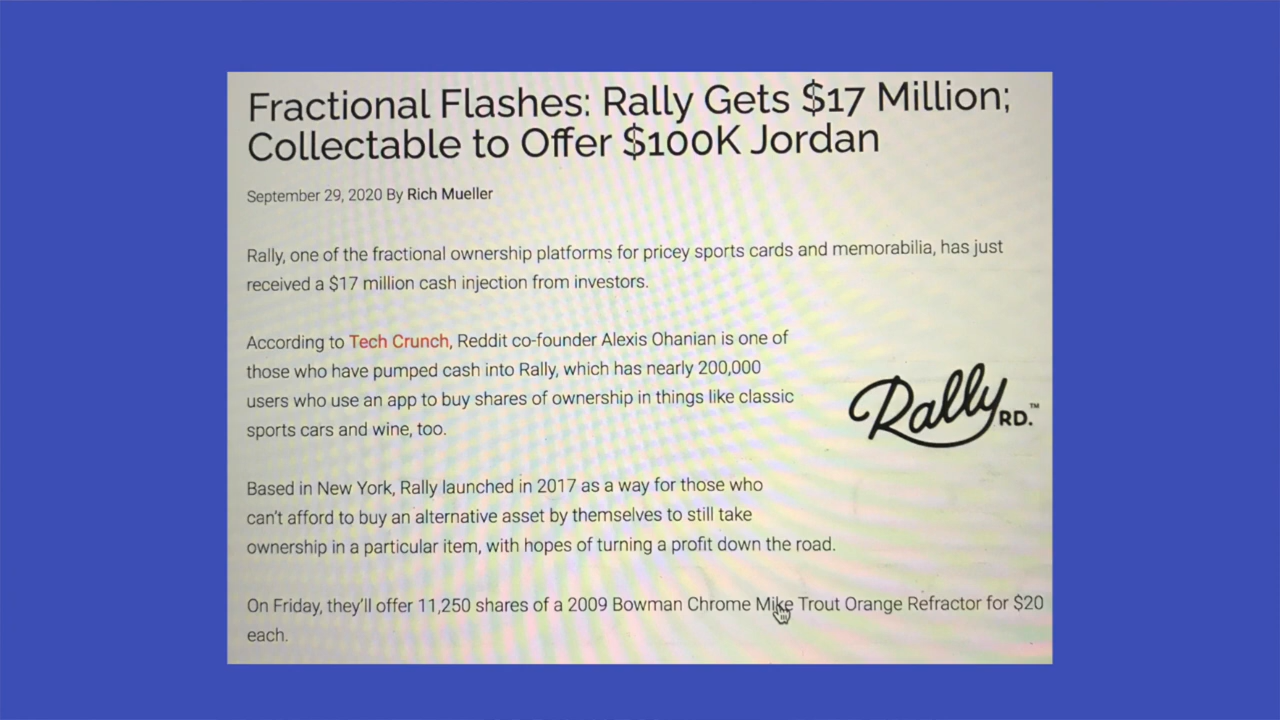 Fractional Flashes: Rally Gets $17 Million;
Collectable to Offer $100K Jordan
September 29, 2020 By Rich Mueller
Rally, one of the fractional ownership platforms for pricey sports cards and memorabilia, has just
received a $17 million cash injection from investors.
According to Tech Crunch, Reddit co-founder Alexis Ohanian is one of
those who have pumped cash into Rally, which has nearly 200,000
users who use an app to buy shares of ownership in things like classic
sports cars and wine, too.
Rally RD.™
Based in New York, Rally launched in 2017 as a way for those who
can't afford to buy an alternative asset by themselves to still take
ownership in a particular item, with hopes of turning a profit down the road.
On Friday, they'll offer 11,250 shares of a 2009 Bowman Chrome Mike Trout Orange Refractor for $20
each.